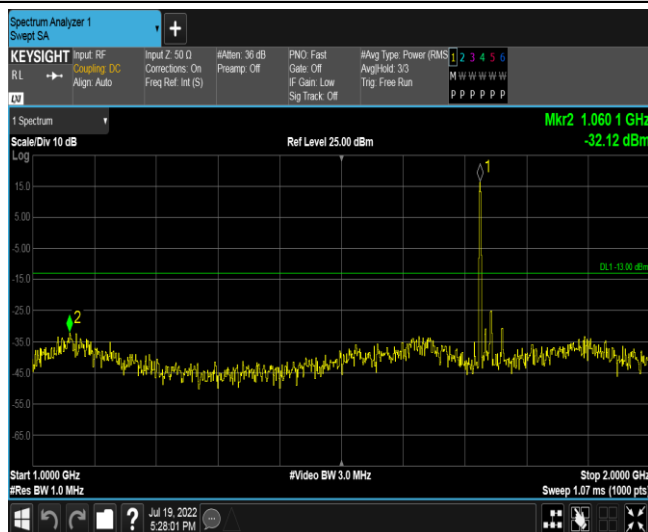 Spectrum Analyzer 1
Swept SA
KEYSIGHT
RL
LXI
Input: RF
Coupling: DC
Align: Auto
Input Z: 50 Ω
Corrections: On
Freq Ref: Int (S)
#Atten: 36 dB
Preamp: Off
PNO: Fast
Gate: Off
IF Gain: Low
Sig Track: Off
#Avg Type: Power (RMS
Avg|Hold: 3/3
Trig: Free Run
1 2 3 4 5 6
M W W W W W
P P P P P P
1 Spectrum
Scale/Div 10 dB
Log
Ref Level 25.00 dBm
Mkr2 1.060 1 GHz
-32.12 dBm
1
15.0
5.00
-5.00
DL1 -13.00 dBm
-15.0
-25.0
2
-35.0
-45.0
-55.0
-65.0
Start 1.0000 GHz
#Res BW 1.0 MHz
#Video BW 3.0 MHz
Stop 2.0000 GHz
Sweep 1.07 ms (1000 pts)
?
Jul 19, 2022
5:28:01 PM